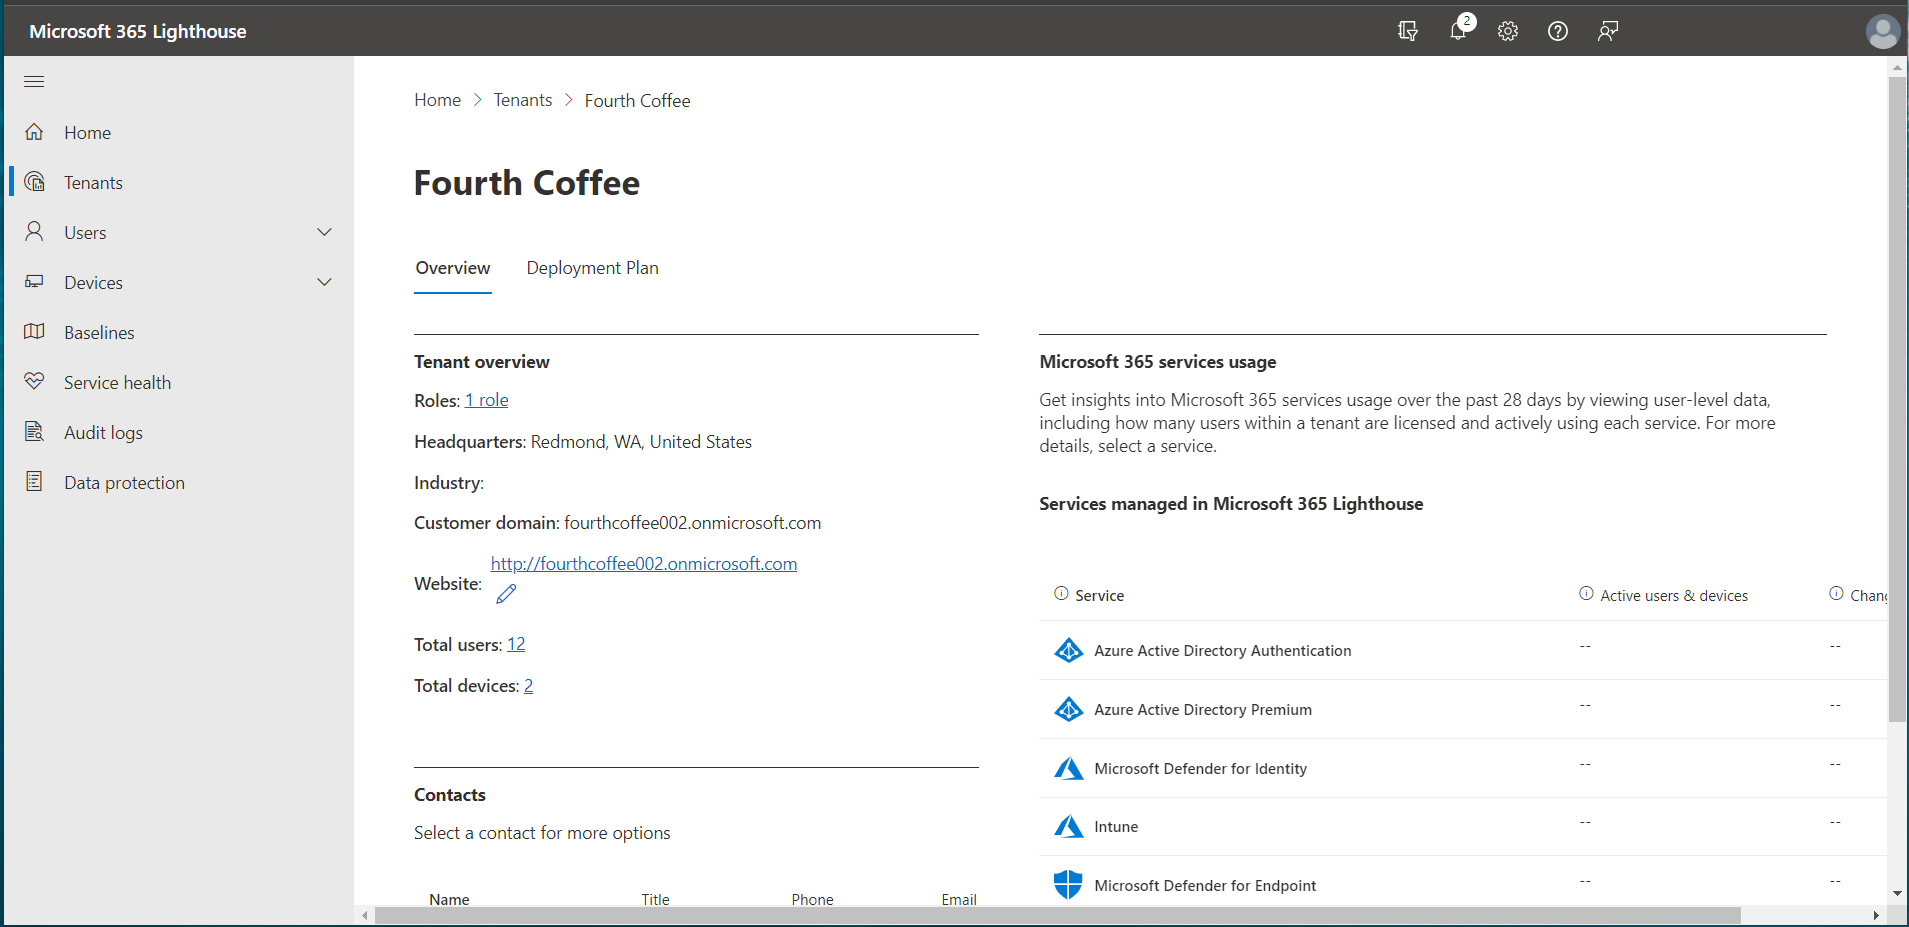 Microsoft 365 Lighthouse
2
Home
Tenants
Users
Devices
Baselines
Service health
Audit logs
Data protection
Home > Tenants > Fourth Coffee
Fourth Coffee
Overview Deployment Plan
Tenant overview
Roles: 1 role
Headquarters: Redmond, WA, United States
Industry:
Customer domain: fourthcoffee002.onmicrosoft.com
Website: http://fourthcoffee002.onmicrosoft.com
Total users: 12
Total devices: 2
Contacts
Select a contact for more options
Name Title Phone Email
Microsoft 365 services usage
Get insights into Microsoft 365 services usage over the past 28 days by viewing user-level data,
including how many users within a tenant are licensed and actively using each service. For more
details, select a service.
Services managed in Microsoft 365 Lighthouse
Service Active users & devices Chang
Azure Active Directory Authentication -- --
Azure Active Directory Premium -- --
Microsoft Defender for Identity -- --
Intune -- --
Microsoft Defender for Endpoint -- --